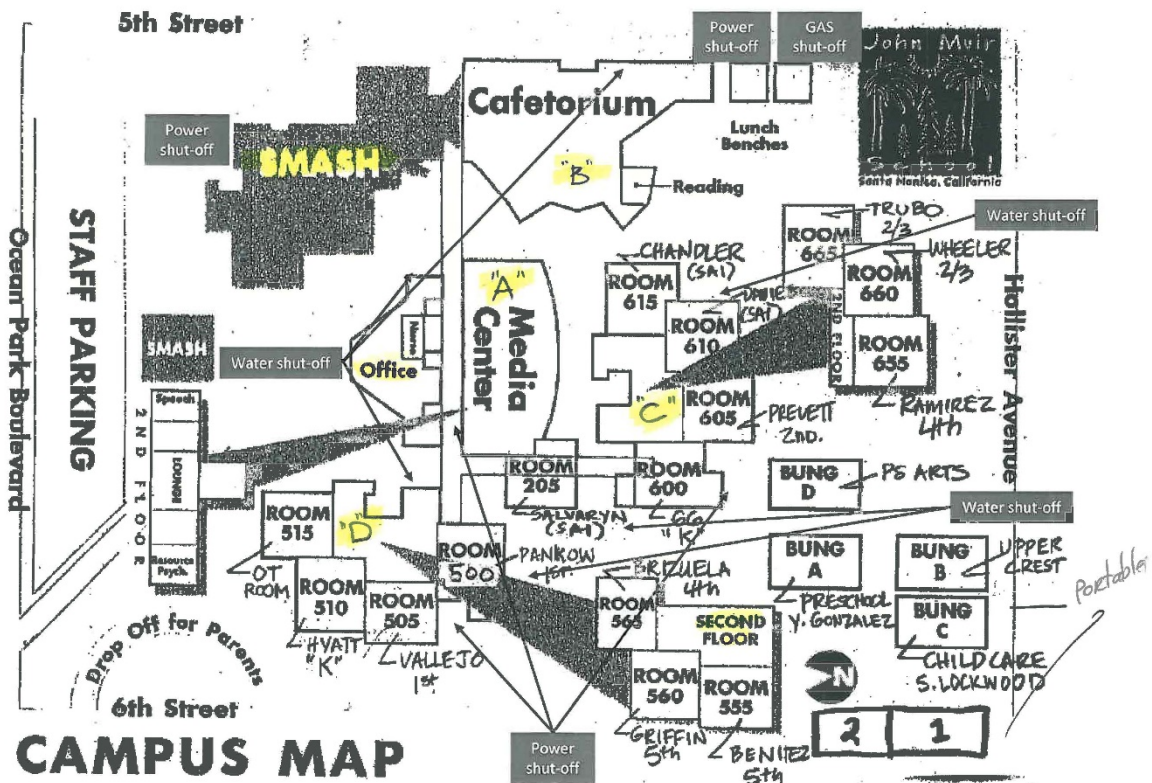 5th Street
Power
shut-off
GAS
shut-off
John Muir
School
Santa Monica, California
Cafetorium
Lunch
Benches
Power
shut-off
SMASH
"B"
Reading
TRUBO
2/3
Water shut-off
CHANDLER
(SAI)
ROOM
665
WHEELER
2/3
STAFF PARKING
Ocean Park Boulevard
"A"
Media
Center
ROOM
615
ROOM
660
(SAI)
ROOM
610
2ND FLOOR
Hollister Avenue
Nurse
SMASH
Water shut-off
Office
ROOM
655
"C"
ROOM
605
RAMIREZ
4th
PREVETT
2ND.
Speech
2ND FLOOR
LOUNGE
Resource
Psych.
ROOM
205
ROOM
600
BUNG
D
PS ARTS
SALVARYN
(SAI)
GG
"K"
Water shut-off
ROOM
515
"D"
ROOM
500
PANKOW
1ST.
BRIZUELA
4th
BUNG
A
BUNG
B
UPPER
REST
OT
ROOM
ROOM
510
ROOM
505
ROOM
565
SECOND
FLOOR
PRESCHOOL
Y. GONZALEZ
BUNG
C
Portables
HYATT
"K"
VALLEJO
1st
ROOM
560
ROOM
555
CHILDCARE
S. LOCKWOOD
N
Drop Off for Parents
6th Street
GRIFFIN
5th
BENITEZ
5th
2 1
Power
shut-off
CAMPUS MAP